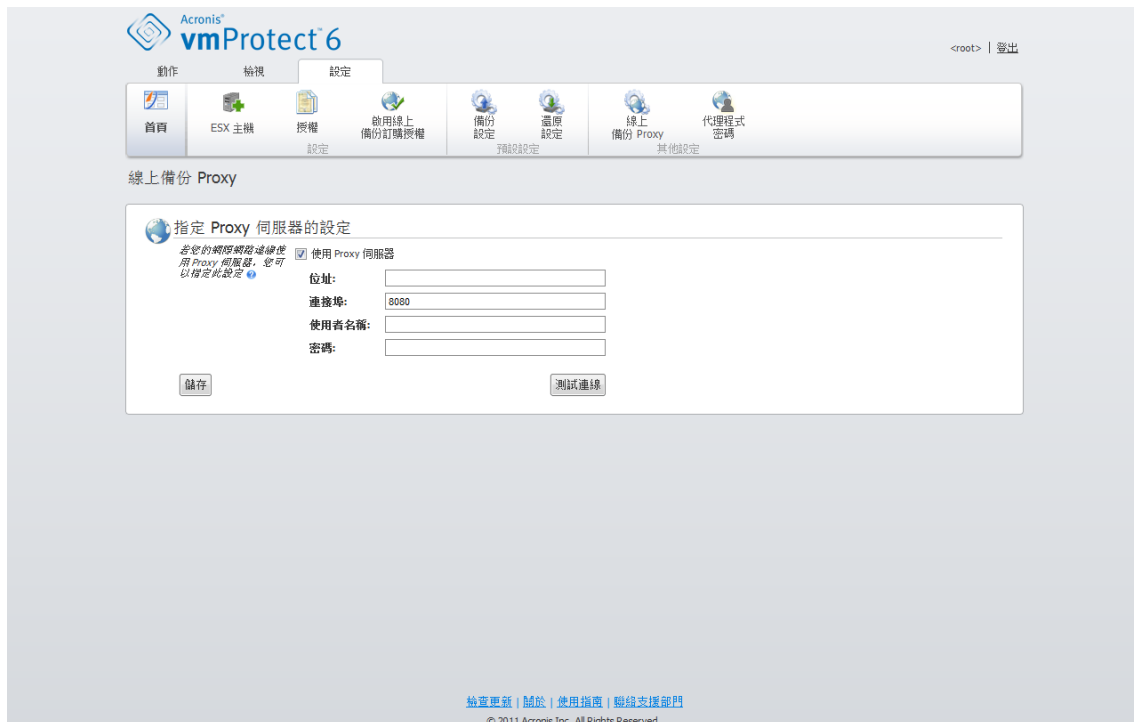 Acronis®
vmProtect™ 6
<root> | 登出
動作 檢視 設定
首頁
ESX 主機
授權
啟用線上
備份訂購授權
設定
備份
設定
還原
設定
預設設定
線上
備份 Proxy
代理程式
密碼
其他設定
線上備份 Proxy
指定 Proxy 伺服器的設定
若您的網際網路連線使
用 Proxy 伺服器，您可
以指定此設定
使用 Proxy 伺服器
位址:
連接埠: 8080
使用者名稱:
密碼:
儲存 測試連線
檢查更新 | 關於 | 使用指南 | 聯絡支援部門
© 2011 Acronis Inc. All Rights Reserved.